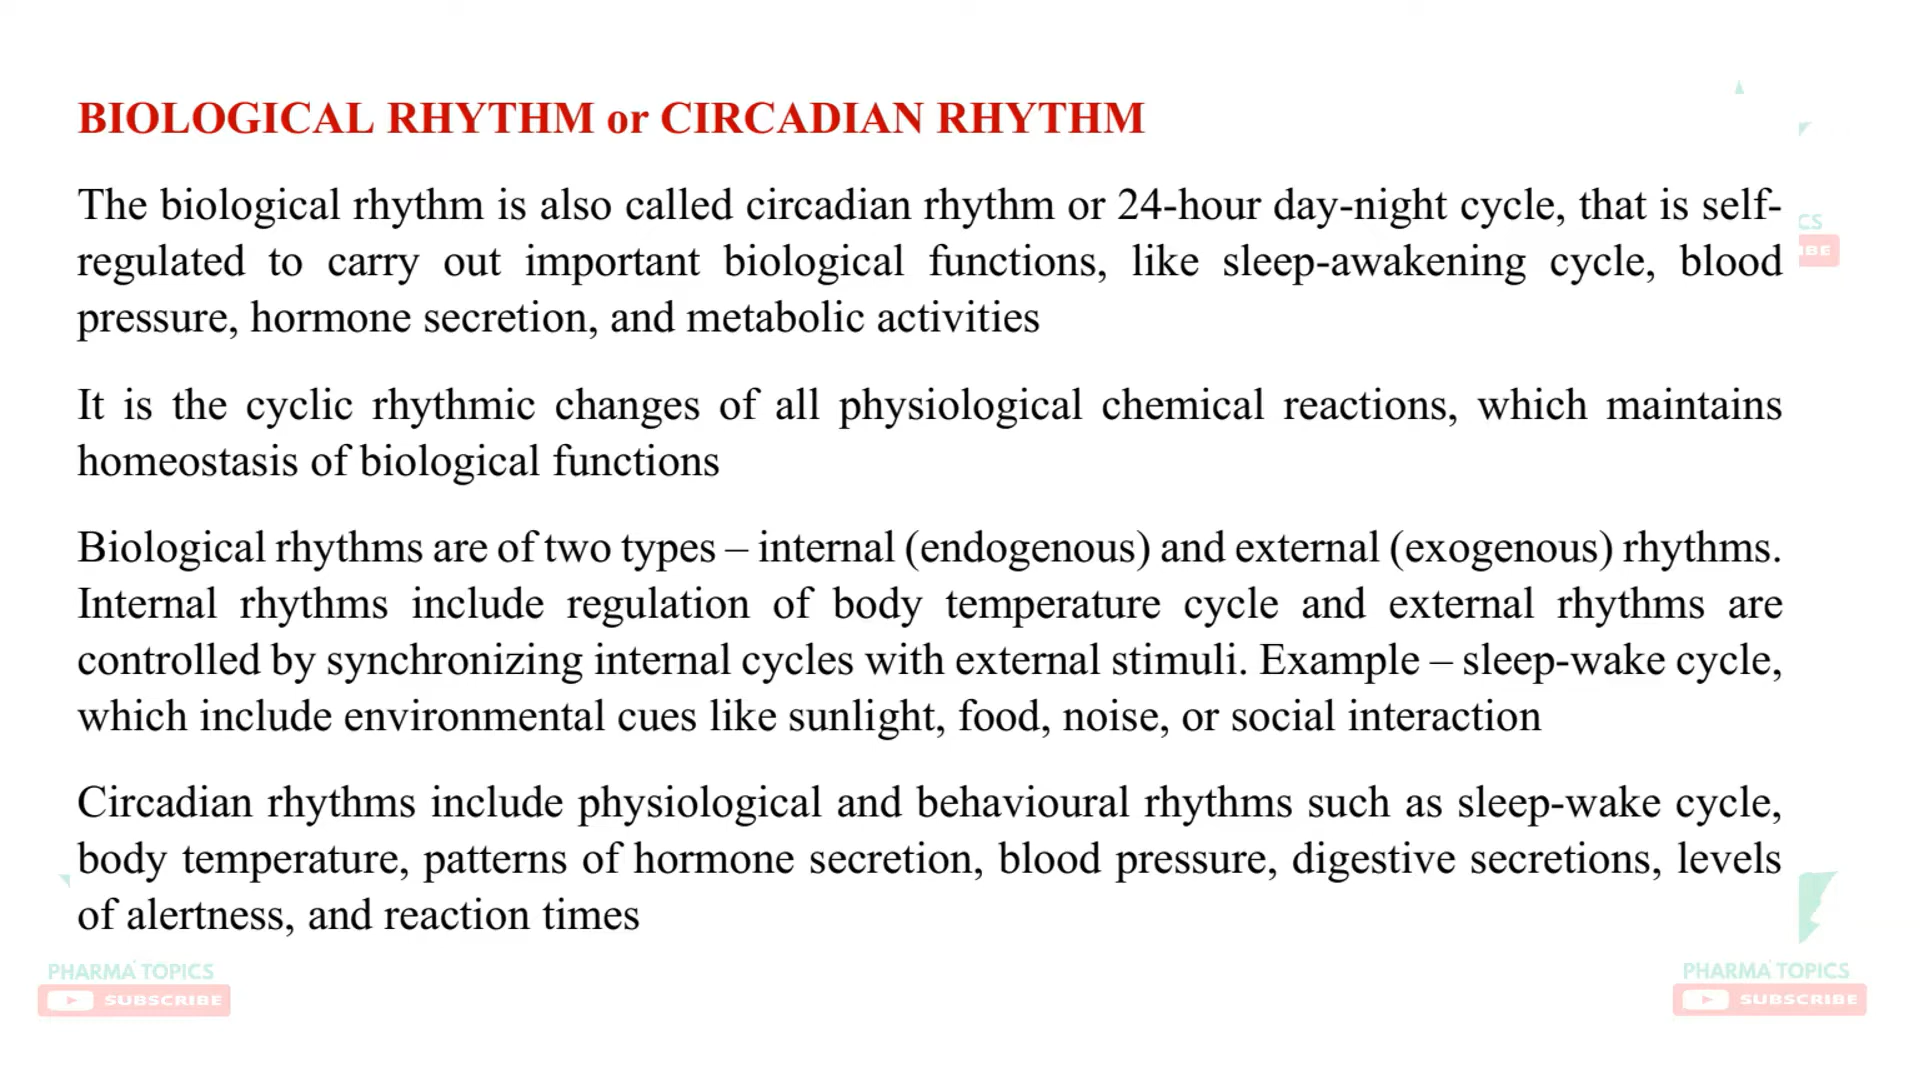 BIOLOGICAL RHYTHM or CIRCADIAN RHYTHM
The biological rhythm is also called circadian rhythm or 24-hour day-night cycle, that is self-
regulated to carry out important biological functions, like sleep-awakening cycle, blood
pressure, hormone secretion, and metabolic activities
It is the cyclic rhythmic changes of all physiological chemical reactions, which maintains
homeostasis of biological functions
Biological rhythms are of two types – internal (endogenous) and external (exogenous) rhythms.
Internal rhythms include regulation of body temperature cycle and external rhythms are
controlled by synchronizing internal cycles with external stimuli. Example – sleep-wake cycle,
which include environmental cues like sunlight, food, noise, or social interaction
Circadian rhythms include physiological and behavioural rhythms such as sleep-wake cycle,
body temperature, patterns of hormone secretion, blood pressure, digestive secretions, levels
of alertness, and reaction times
CS
IBE
PHARMA TOPICS
SUBSCRIBE
PHARMA TOPICS
SUBSCRIBE